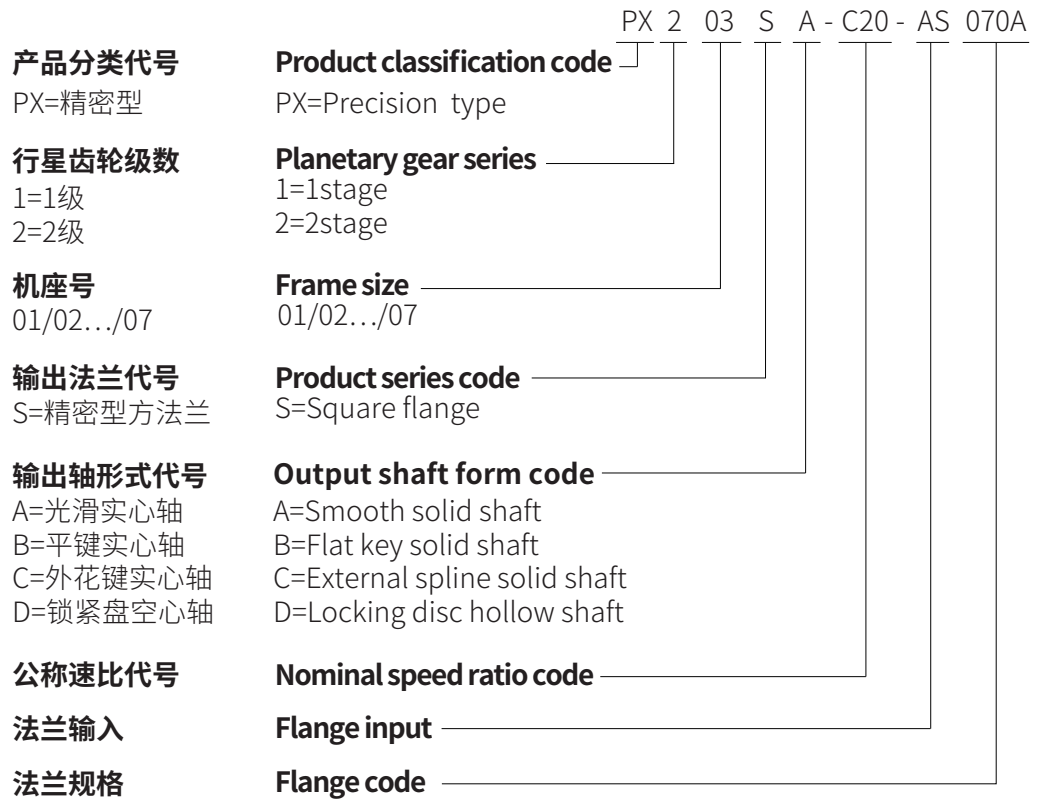 PX 2 03 S A - C20 - AS 070A
产品分类代号 Product classification code
PX=精密型 PX=Precision type
行星齿轮级数 Planetary gear series
1=1级 1=1stage
2=2级 2=2stage
机座号 Frame size
01/02…/07 01/02…/07
输出法兰代号 Product series code
S=精密型方法兰 S=Square flange
输出轴形式代号 Output shaft form code
A=光滑实心轴 A=Smooth solid shaft
B=平键实心轴 B=Flat key solid shaft
C=外花键实心轴 C=External spline solid shaft
D=锁紧盘空心轴 D=Locking disc hollow shaft
公称速比代号 Nominal speed ratio code
法兰输入 Flange input
法兰规格 Flange code